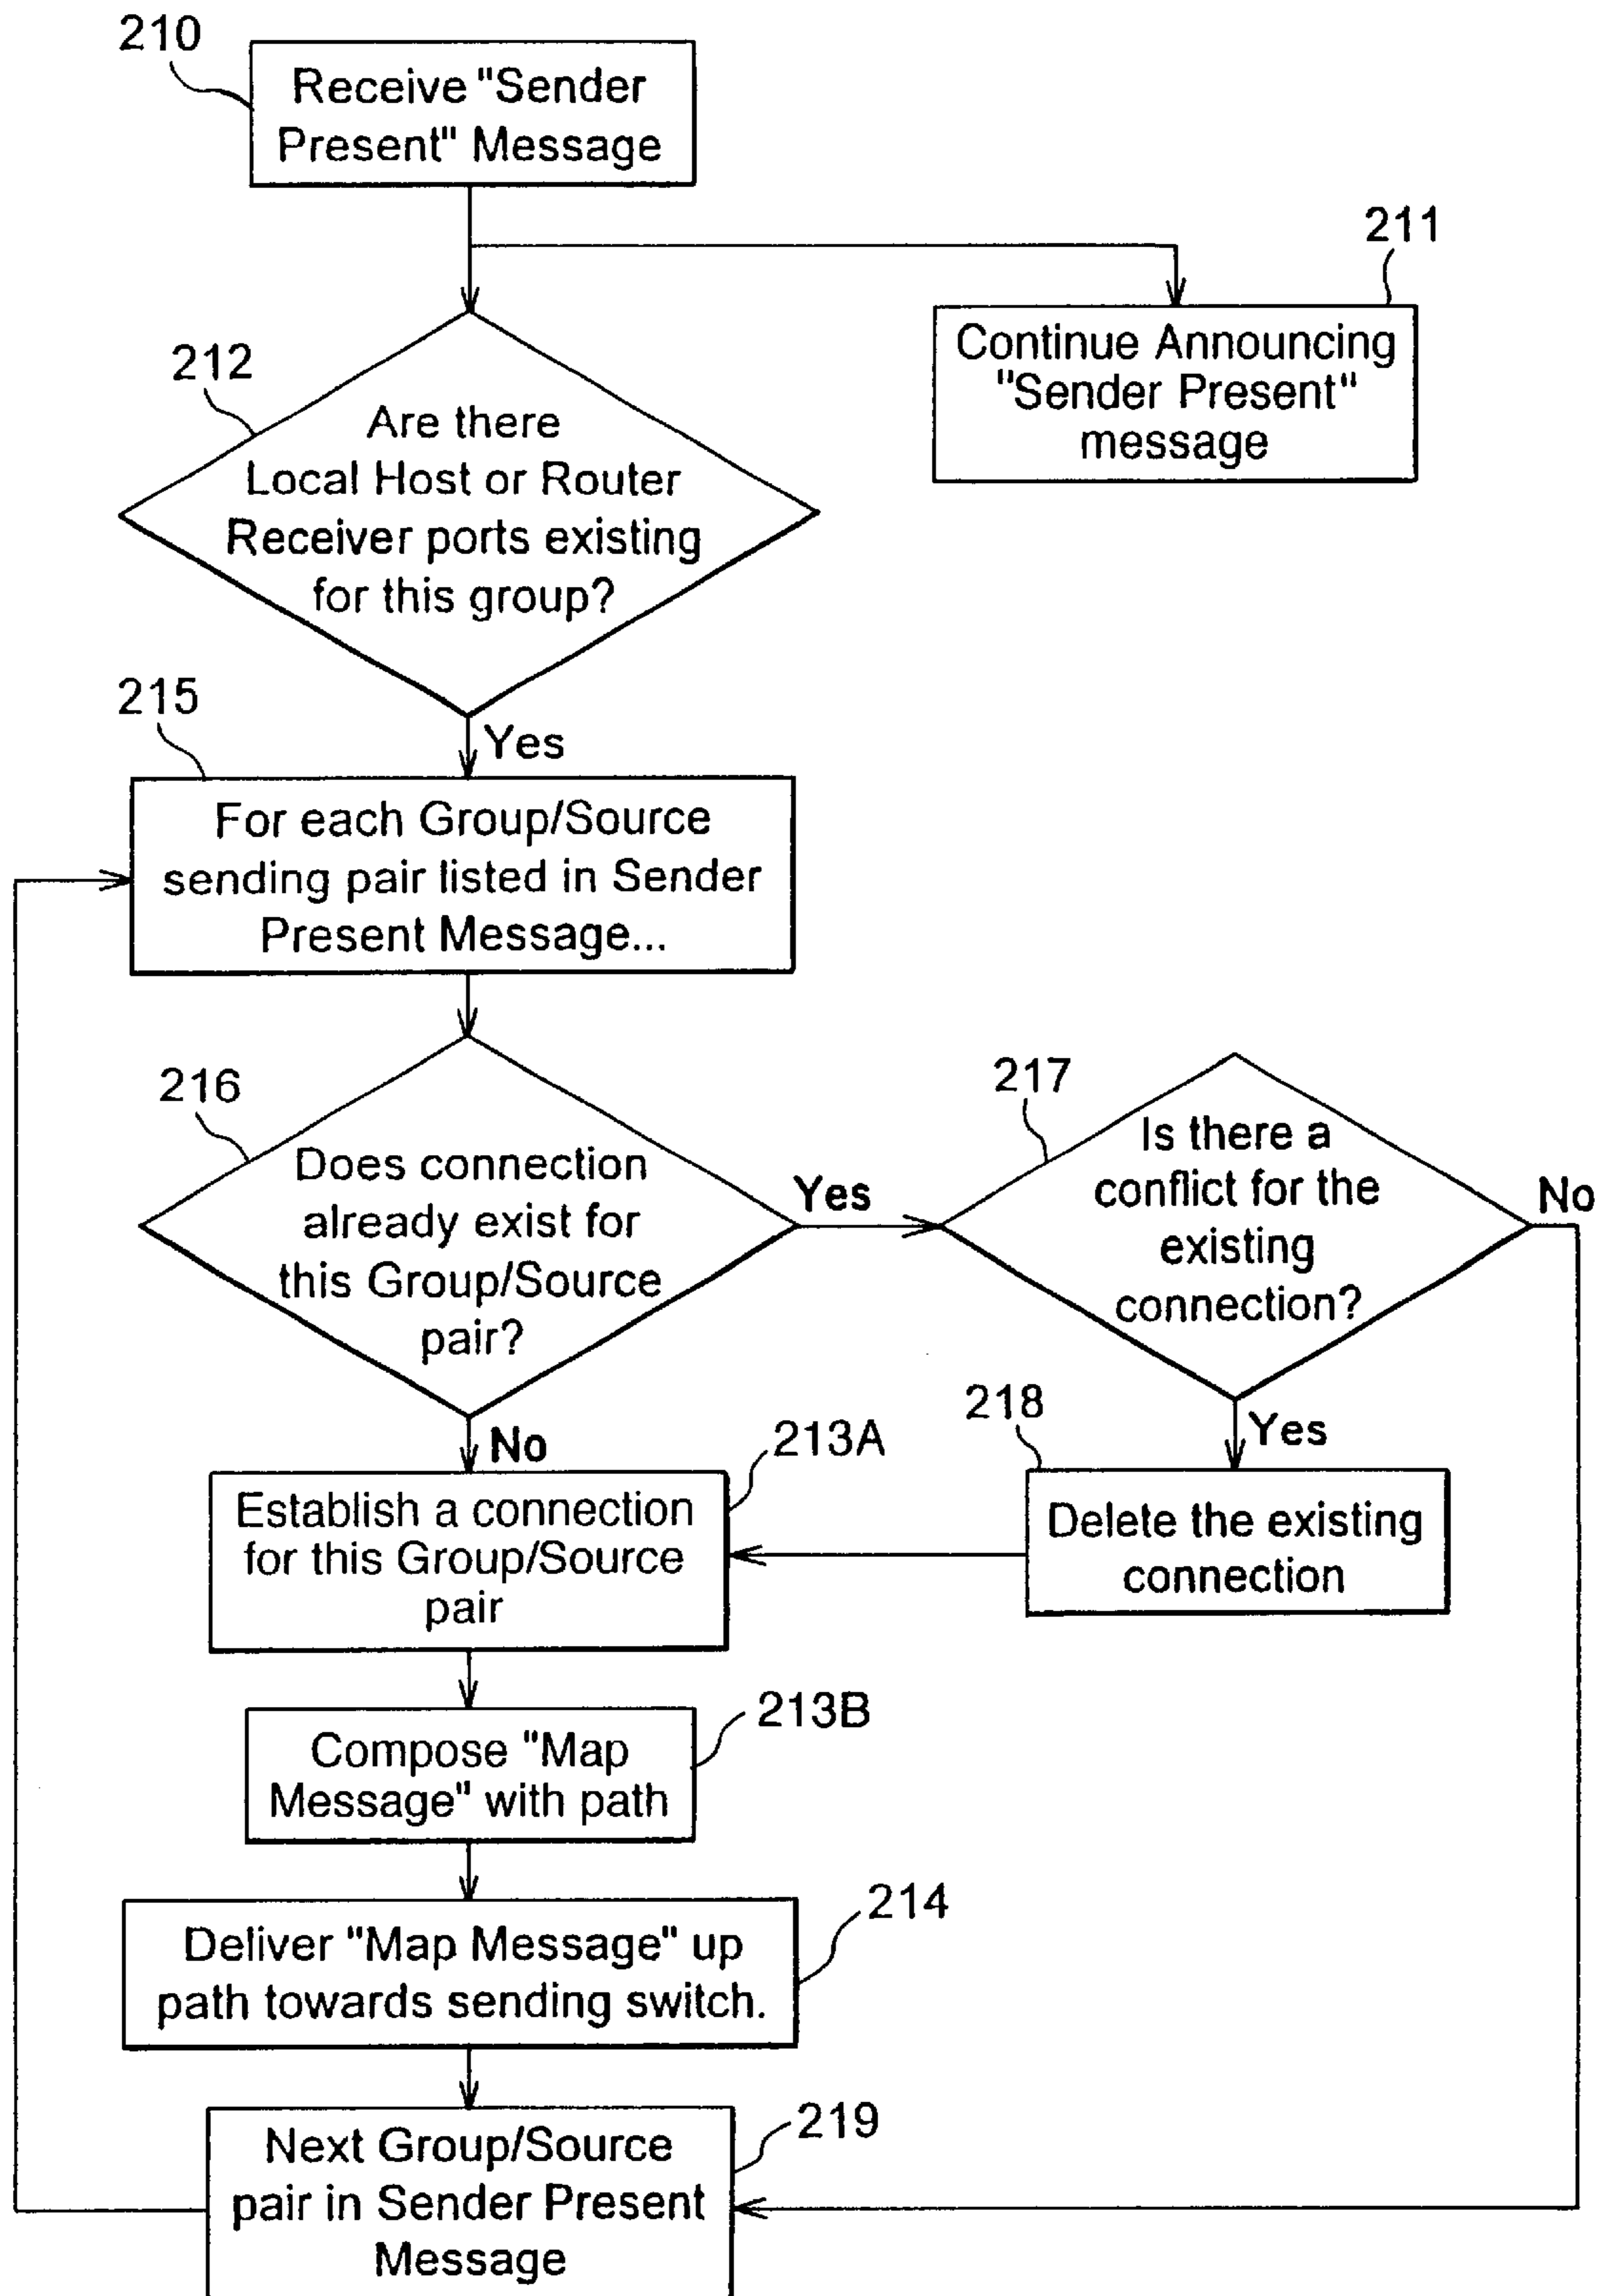 210
Receive "Sender
Present" Message
211
Continue Announcing
"Sender Present"
message
212
Are there
Local Host or Router
Receiver ports existing
for this group?
Yes
215
For each Group/Source
sending pair listed in Sender
Present Message...
216
Does connection
already exist for
this Group/Source
pair?
Yes
217
Is there a
conflict for the
existing
connection?
No
No
Yes
213A
Establish a connection
for this Group/Source
pair
218
Delete the existing
connection
213B
Compose "Map
Message" with path
214
Deliver "Map Message" up
path towards sending switch.
219
Next Group/Source
pair in Sender Present
Message